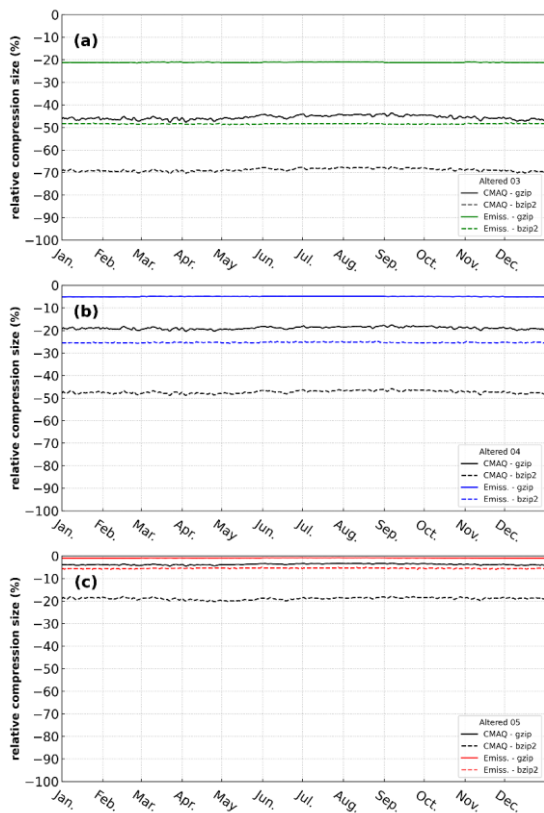 0
−10
−20
−30
−40
−50
−60
−70
−80
−90
−100
relative compression size (%)
(a)
Altered 03
CMAQ - gzip
CMAQ - bzip2
Emiss. - gzip
Emiss. - bzip2
Jan. Feb. Mar. Apr. May Jun. Jul. Aug. Sep. Oct. Nov. Dec.
0
−10
−20
−30
−40
−50
−60
−70
−80
−90
−100
relative compression size (%)
(b)
Altered 04
CMAQ - gzip
CMAQ - bzip2
Emiss. - gzip
Emiss. - bzip2
Jan. Feb. Mar. Apr. May Jun. Jul. Aug. Sep. Oct. Nov. Dec.
0
−10
−20
−30
−40
−50
−60
−70
−80
−90
−100
relative compression size (%)
(c)
Altered 05
CMAQ - gzip
CMAQ - bzip2
Emiss. - gzip
Emiss. - bzip2
Jan. Feb. Mar. Apr. May Jun. Jul. Aug. Sep. Oct. Nov. Dec.